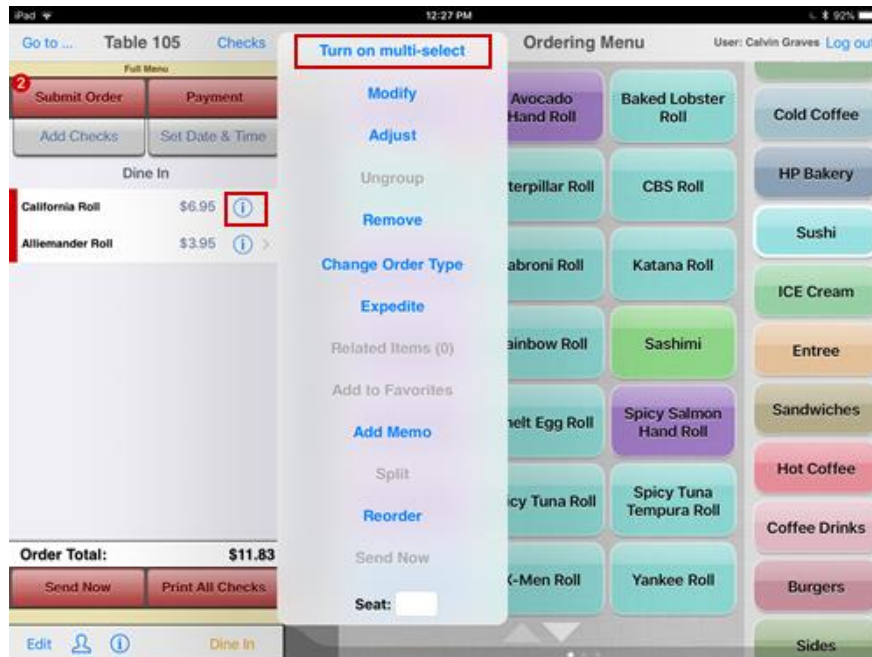 iPad
12:27 PM
92%
Go to ...
Table 105
Checks
Full Menu
2
Submit Order
Payment
Add Checks
Set Date & Time
Dine In
California Roll
$6.95
Alliemander Roll
$3.95
Order Total:
$11.83
Send Now
Print All Checks
Edit
Dine In
Turn on multi-select
Modify
Adjust
Ungroup
Remove
Change Order Type
Expedite
Related Items (0)
Add to Favorites
Add Memo
Split
Reorder
Send Now
Seat:
Ordering Menu
User: Calvin Graves
Log out
Avocado
Hand Roll
Baked Lobster
Roll
terpillar Roll
CBS Roll
abroni Roll
Katana Roll
ainbow Roll
Sashimi
melt Egg Roll
Spicy Salmon
Hand Roll
icy Tuna Roll
Spicy Tuna
Tempura Roll
X-Men Roll
Yankee Roll
Cold Coffee
HP Bakery
Sushi
ICE Cream
Entree
Sandwiches
Hot Coffee
Coffee Drinks
Burgers
Sides